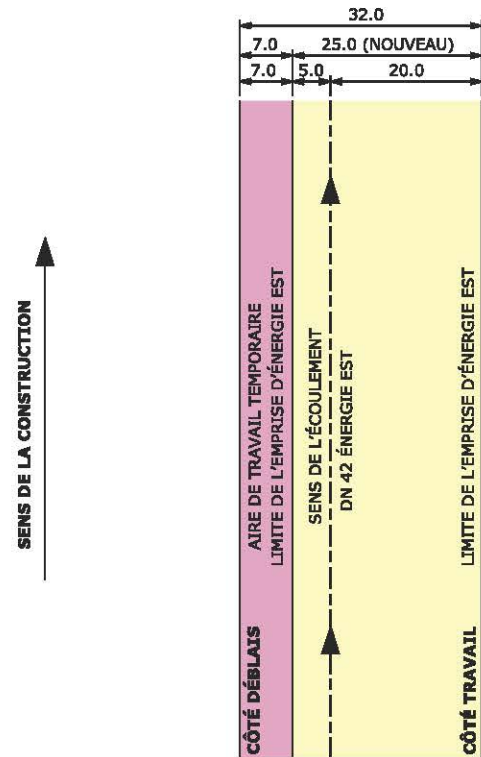 32.0
7.0 25.0 (NOUVEAU)
7.0 5.0 20.0
SENS DE LA CONSTRUCTION
CÔTÉ DÉBLAIS
AIRE DE TRAVAIL TEMPORAIRE
LIMITE DE L'EMPRISE D'ÉNERGIE EST
SENS DE L'ÉCOULEMENT
DN 42 ÉNERGIE EST
LIMITE DE L'EMPRISE D'ÉNERGIE EST
CÔTÉ TRAVAIL